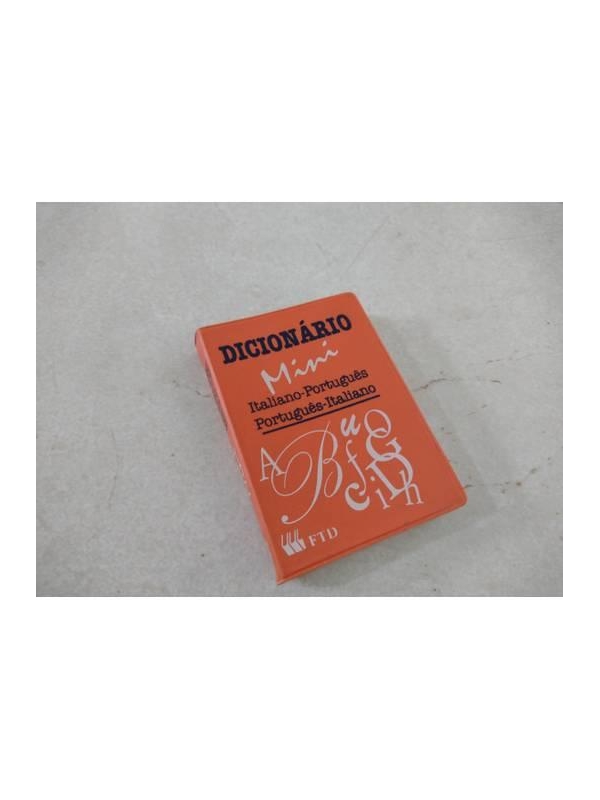 DICIONÁRIO
Mini
Italiano-Português
Português-Italiano
FTD